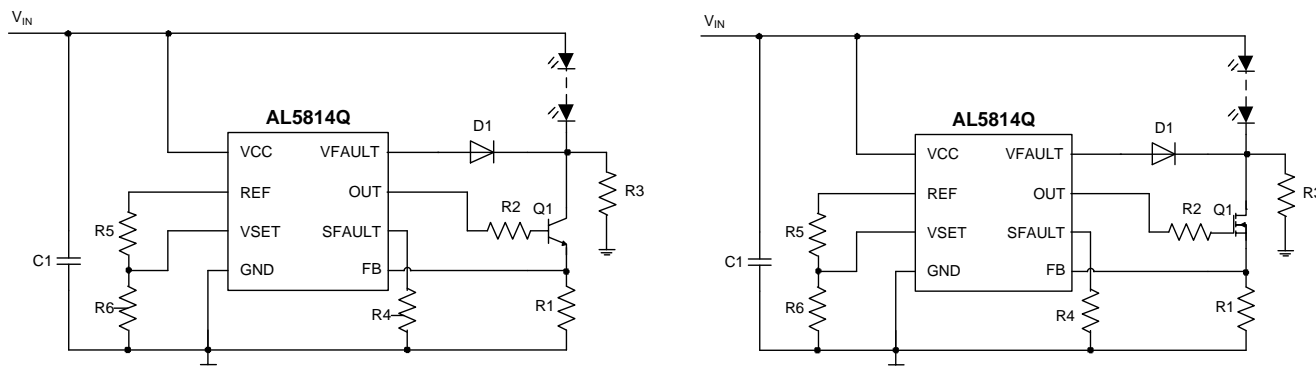 VIN
AL5814Q
D1
VCC
VFAULT
REF
OUT
R3
R2
Q1
R5
VSET
SFAULT
C1
GND
FB
R6
R4
R1
VIN
AL5814Q
D1
VCC
VFAULT
REF
OUT
R3
R2
Q1
R5
VSET
SFAULT
C1
GND
FB
R6
R4
R1